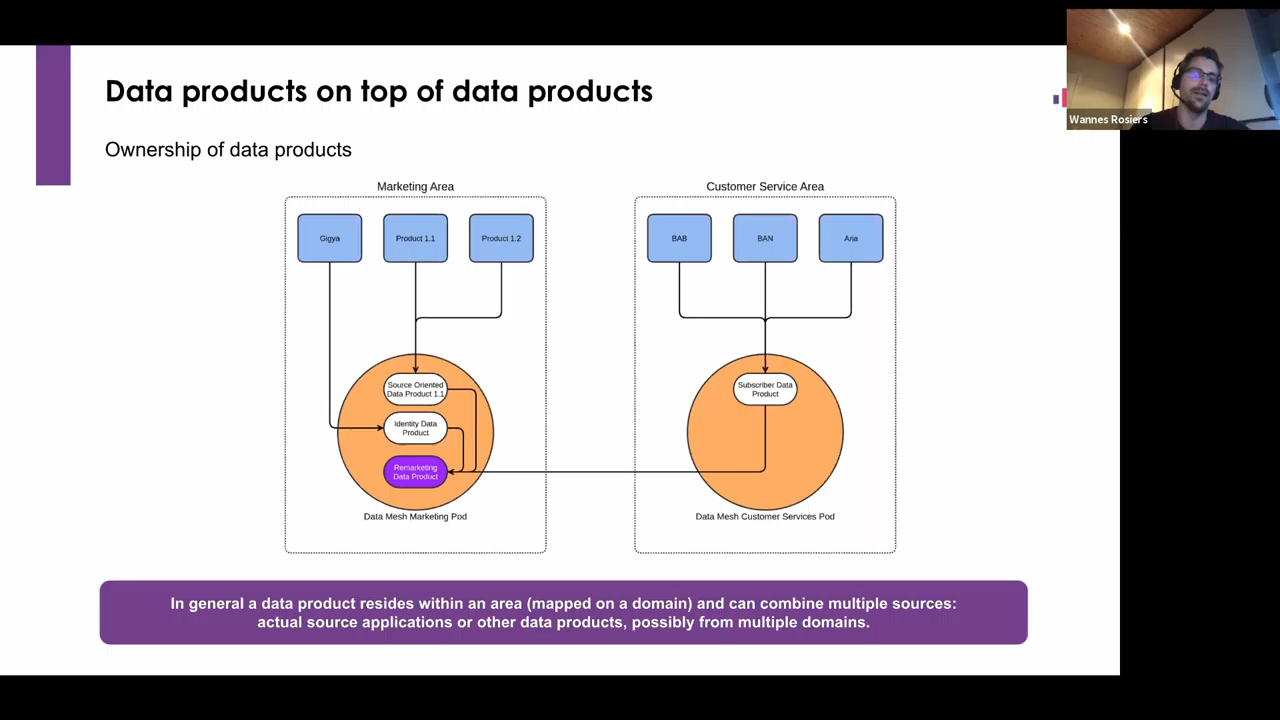 Data products on top of data products
Wannes Rosiers
Ownership of data products
Marketing Area
Customer Service Area
Gigya
Product 1.1
Product 1.2
BAB
BAN
Aria
Source Oriented
Data Product 1.1
Identity Data
Product
Remarketing
Data Product
Subscriber Data
Product
Data Mesh Marketing Pod
Data Mesh Customer Services Pod
In general a data product resides within an area (mapped on a domain) and can combine multiple sources:
actual source applications or other data products, possibly from multiple domains.